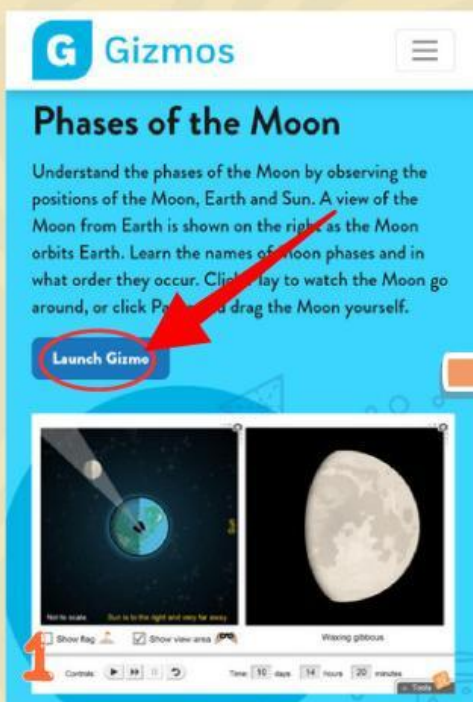 G Gizmos
Phases of the Moon
Understand the phases of the Moon by observing the
positions of the Moon, Earth and Sun. A view of the
Moon from Earth is shown on the right as the Moon
orbits Earth. Learn the names of moon phases and in
what order they occur. Click lay to watch the Moon go
around, or click Pa drag the Moon yourself.
Launch Gizmo
Sun
Not to scale. Sun is to the right and very far away.
Show flag Show view area Waxing gibbous
1
Controls: Time: 10 days 14 hours 20 minutes
Tools